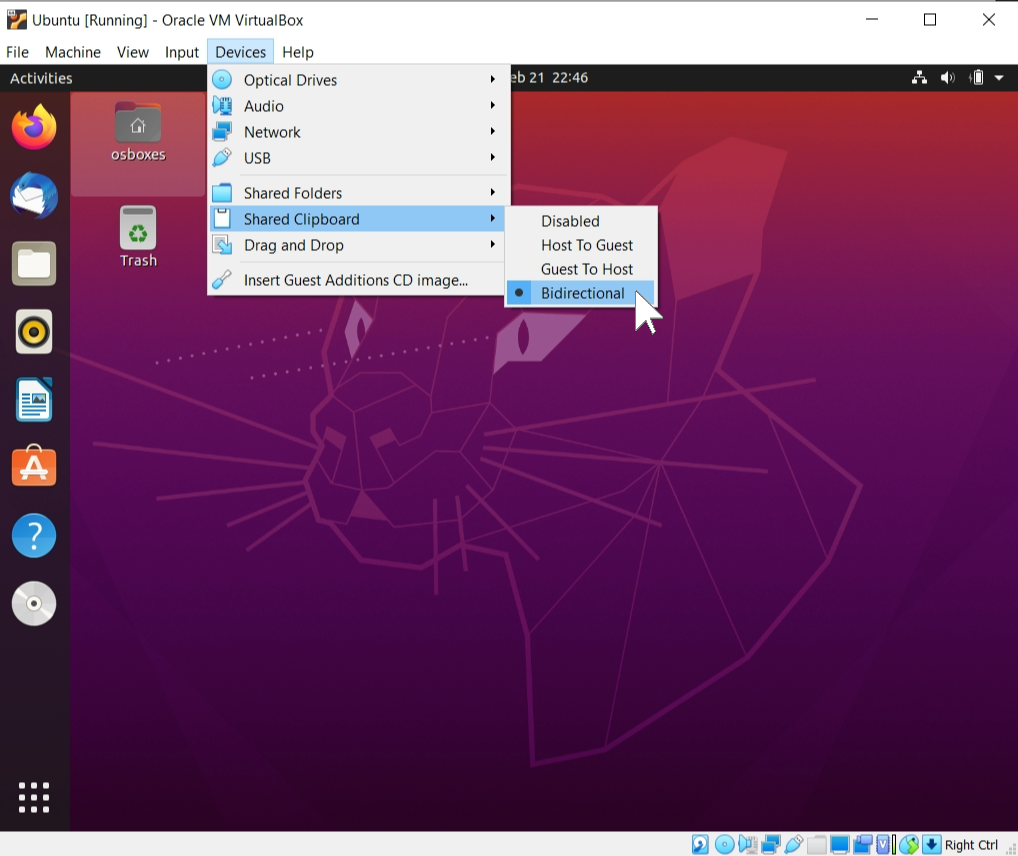 Ubuntu [Running] - Oracle VM VirtualBox
File Machine View Input Devices Help
Activities
eb 21 22:46
Optical Drives
Audio
Network
USB
Shared Folders
Shared Clipboard
Drag and Drop
Insert Guest Additions CD image...
Disabled
Host To Guest
Guest To Host
Bidirectional
osboxes
Trash
Right Ctrl